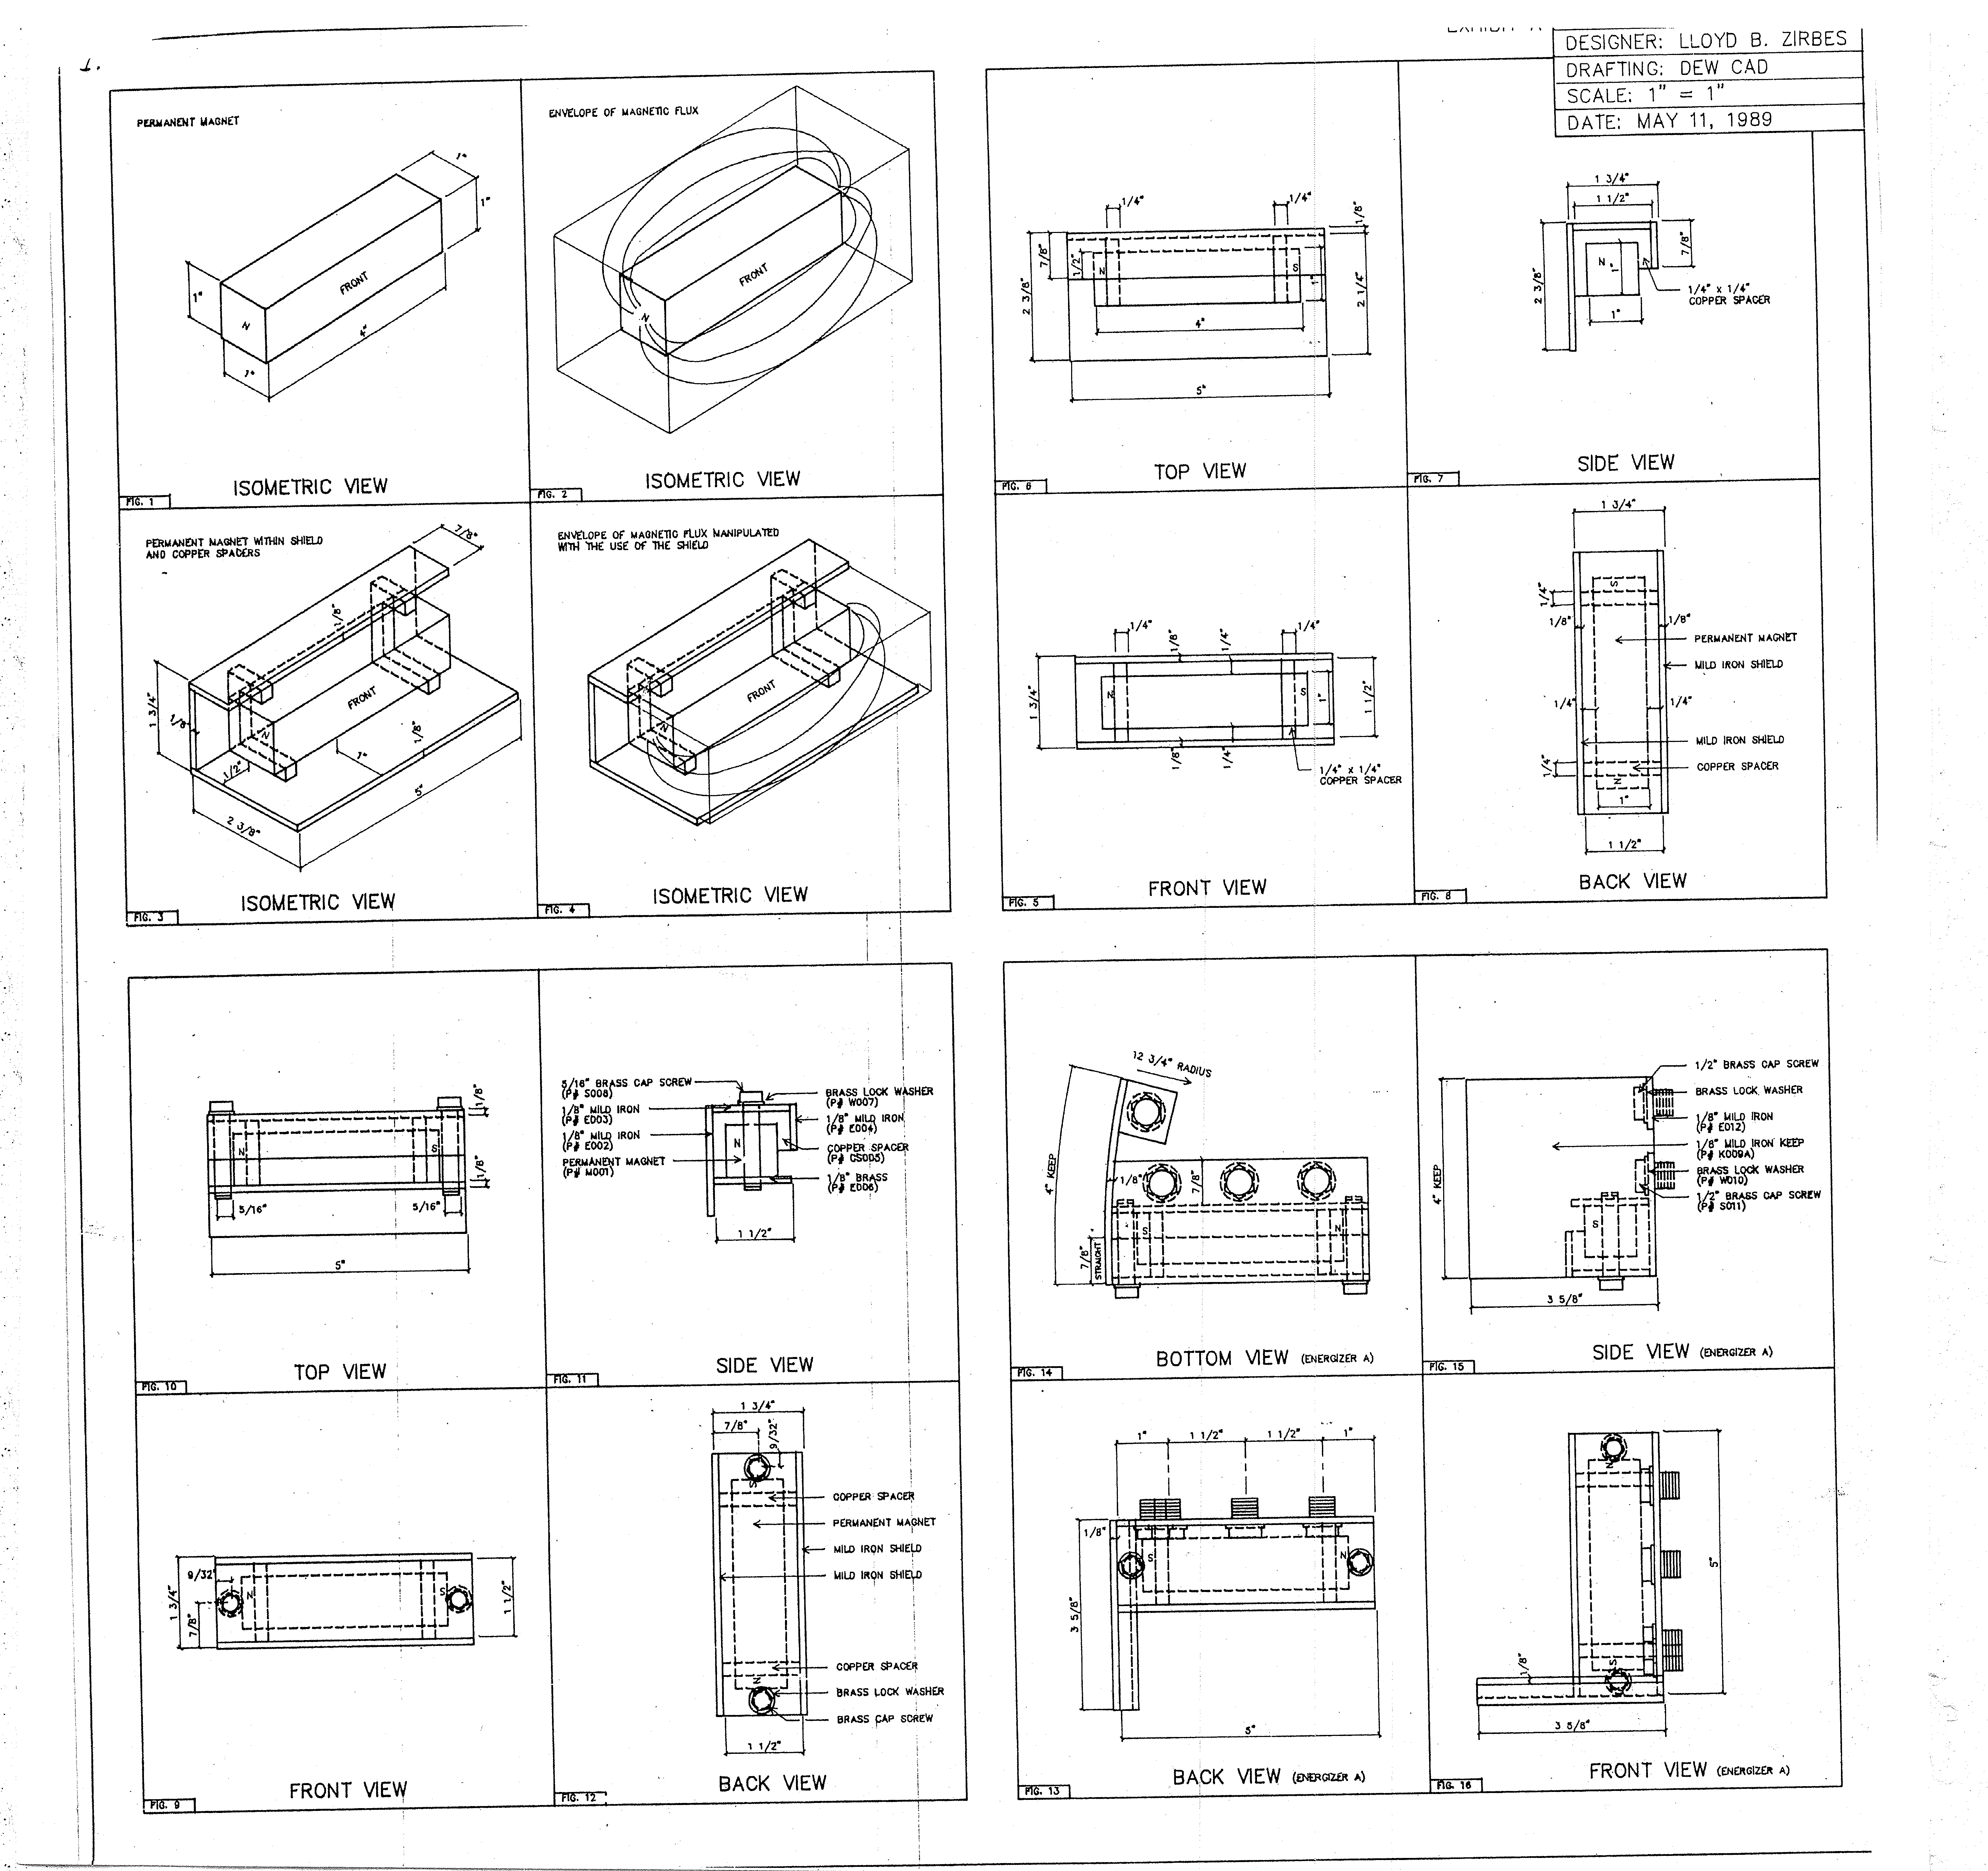 1.
DESIGNER: LLOYD B. ZIRBES
DRAFTING: DEW CAD
SCALE: 1" = 1"
DATE: MAY 11, 1989
PERMANENT MAGNET
1"
1"
1"
FRONT
N
4"
1"
ISOMETRIC VIEW
FIG. 1
ENVELOPE OF MAGNETIC FLUX
FRONT
N
ISOMETRIC VIEW
FIG. 2
PERMANENT MAGNET WITHIN SHIELD
AND COPPER SPACERS
7/8"
1/8"
FRONT
1 3/4"
1/8"
N
1/8"
1/2"
1"
5"
2 3/8"
ISOMETRIC VIEW
FIG. 3
ENVELOPE OF MAGNETIC FLUX MANIPULATED
WITH THE USE OF THE SHIELD
FRONT
N
ISOMETRIC VIEW
FIG. 4
1/4"
1/4"
1/8"
7/8"
1/2"
N
S
1"
2 3/8"
2 1/4"
4"
5"
TOP VIEW
FIG. 6
1 3/4"
1 1/2"
7/8"
N
1"
2 3/8"
1/4" x 1/4"
COPPER SPACER
1"
SIDE VIEW
FIG. 7
1/4"
1/8"
1/4"
1/4"
1 3/4"
N
S
1"
1 1/2"
1/8"
1/4"
1/4" x 1/4"
COPPER SPACER
FRONT VIEW
FIG. 5
1 3/4"
S
1/4"
1/8"
1/8"
PERMANENT MAGNET
MILD IRON SHIELD
1/4"
1/4"
MILD IRON SHIELD
COPPER SPACER
1/4"
N
1"
1 1/2"
BACK VIEW
FIG. 8
1/8"
N
S
1/8"
5/16"
5/16"
5"
TOP VIEW
FIG. 10
5/16" BRASS CAP SCREW
(P# S008)
1/8" MILD IRON
(P# E003)
1/8" MILD IRON
(P# E002)
PERMANENT MAGNET
(P# M001)
N
BRASS LOCK WASHER
(P# W007)
1/8" MILD IRON
(P# E004)
COPPER SPACER
(P# CS005)
1/8" BRASS
(P# E006)
1 1/2"
SIDE VIEW
FIG. 11
9/32"
N
S
1 3/4"
7/8"
1 1/2"
FRONT VIEW
FIG. 9
1 3/4"
7/8"
9/32"
S
COPPER SPACER
PERMANENT MAGNET
MILD IRON SHIELD
MILD IRON SHIELD
COPPER SPACER
N
BRASS LOCK WASHER
BRASS CAP SCREW
1 1/2"
BACK VIEW
FIG. 12
12 3/4" RADIUS
4" KEEP
1/8"
7/8"
S
N
7/8"
STRAIGHT
BOTTOM VIEW (ENERGIZER A)
FIG. 14
1/2" BRASS CAP SCREW
BRASS LOCK WASHER
1/8" MILD IRON
(P# E012)
1/8" MILD IRON KEEP
(P# K009A)
BRASS LOCK WASHER
(P# W010)
1/2" BRASS CAP SCREW
(P# S011)
4" KEEP
S
3 5/8"
SIDE VIEW (ENERGIZER A)
FIG. 15
1"
1 1/2"
1 1/2"
1"
1/8"
S
N
3 5/8"
5"
BACK VIEW (ENERGIZER A)
FIG. 13
N
5"
S
1/8"
3 5/8"
FRONT VIEW (ENERGIZER A)
FIG. 16